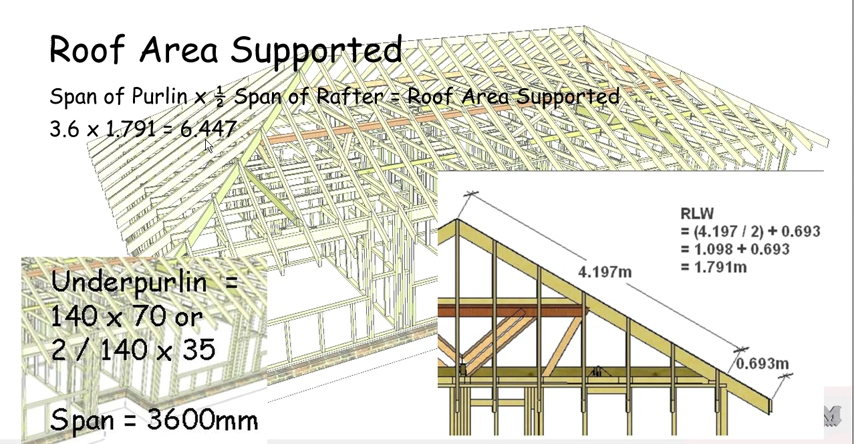 Roof Area Supported
Span of Purlin x ½ Span of Rafter = Roof Area Supported
3.6 x 1.791 = 6.447
RLW
= (4.197 / 2) + 0.693
= 1.098 + 0.693
= 1.791m
4.197m
0.693m
Underpurlin =
140 x 70 or
2 / 140 x 35
Span = 3600mm